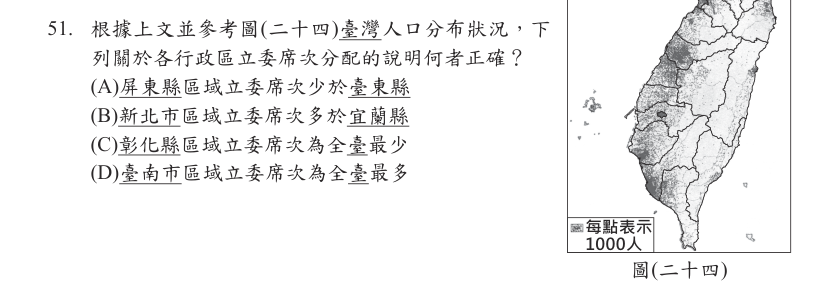 51. 根據上文並參考圖(二十四)臺灣人口分布狀況，下
列關於各行政區立委席次分配的說明何者正確？
(A)屏東縣區域立委席次少於臺東縣
(B)新北市區域立委席次多於宜蘭縣
(C)彰化縣區域立委席次為全臺最少
(D)臺南市區域立委席次為全臺最多
每點表示
1000人
圖(二十四)